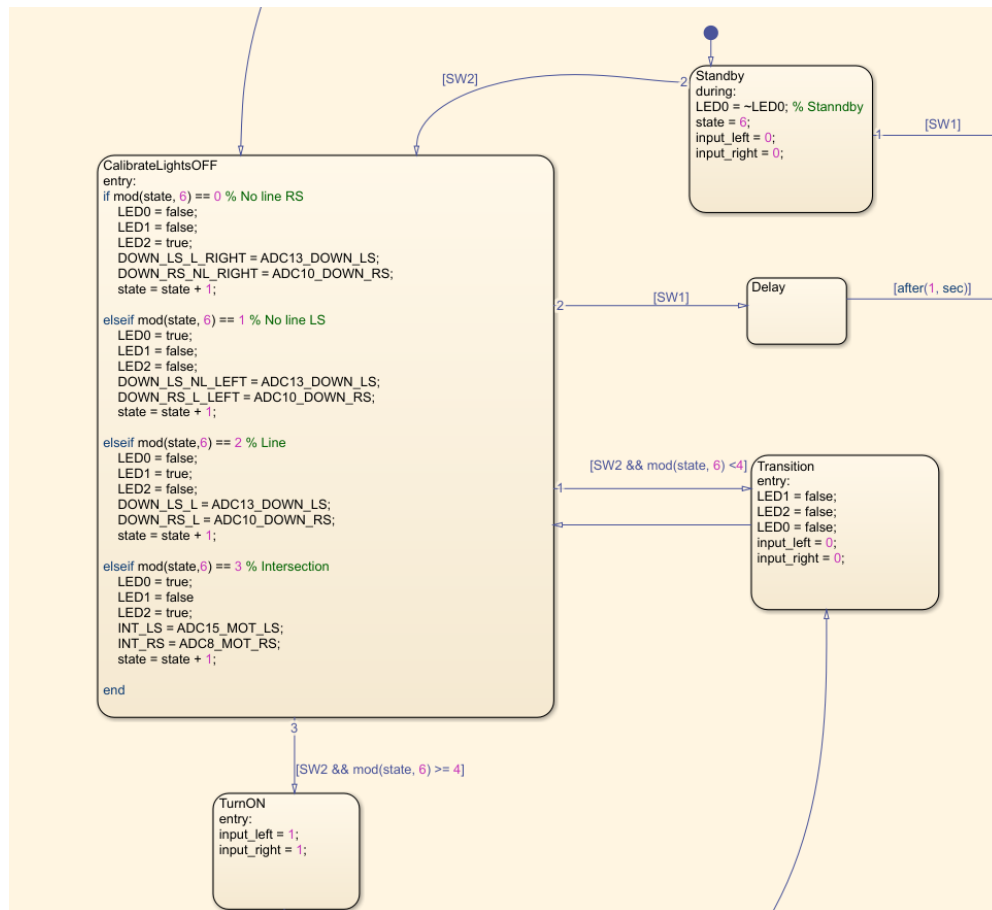 Standby
during:
LED0 = ~LED0; % Stanndby
state = 6;
input_left = 0;
input_right = 0;
2
[SW2]
1
[SW1]
CalibrateLightsOFF
entry:
if mod(state, 6) == 0 % No line RS
LED0 = false;
LED1 = false;
LED2 = true;
DOWN_LS_L_RIGHT = ADC13_DOWN_LS;
DOWN_RS_NL_RIGHT = ADC10_DOWN_RS;
state = state + 1;
elseif mod(state, 6) == 1 % No line LS
LED0 = true;
LED1 = false;
LED2 = false;
DOWN_LS_NL_LEFT = ADC13_DOWN_LS;
DOWN_RS_L_LEFT = ADC10_DOWN_RS;
state = state + 1;
elseif mod(state,6) == 2 % Line
LED0 = false;
LED1 = true;
LED2 = false;
DOWN_LS_L = ADC13_DOWN_LS;
DOWN_RS_L = ADC10_DOWN_RS;
state = state + 1;
elseif mod(state,6) == 3 % Intersection
LED0 = true;
LED1 = false
LED2 = true;
INT_LS = ADC15_MOT_LS;
INT_RS = ADC8_MOT_RS;
state = state + 1;
end
2
[SW1]
Delay
[after(1, sec)]
1
[SW2 && mod(state, 6) <4]
Transition
entry:
LED1 = false;
LED2 = false;
LED0 = false;
input_left = 0;
input_right = 0;
3
[SW2 && mod(state, 6) >= 4]
TurnON
entry:
input_left = 1;
input_right = 1;